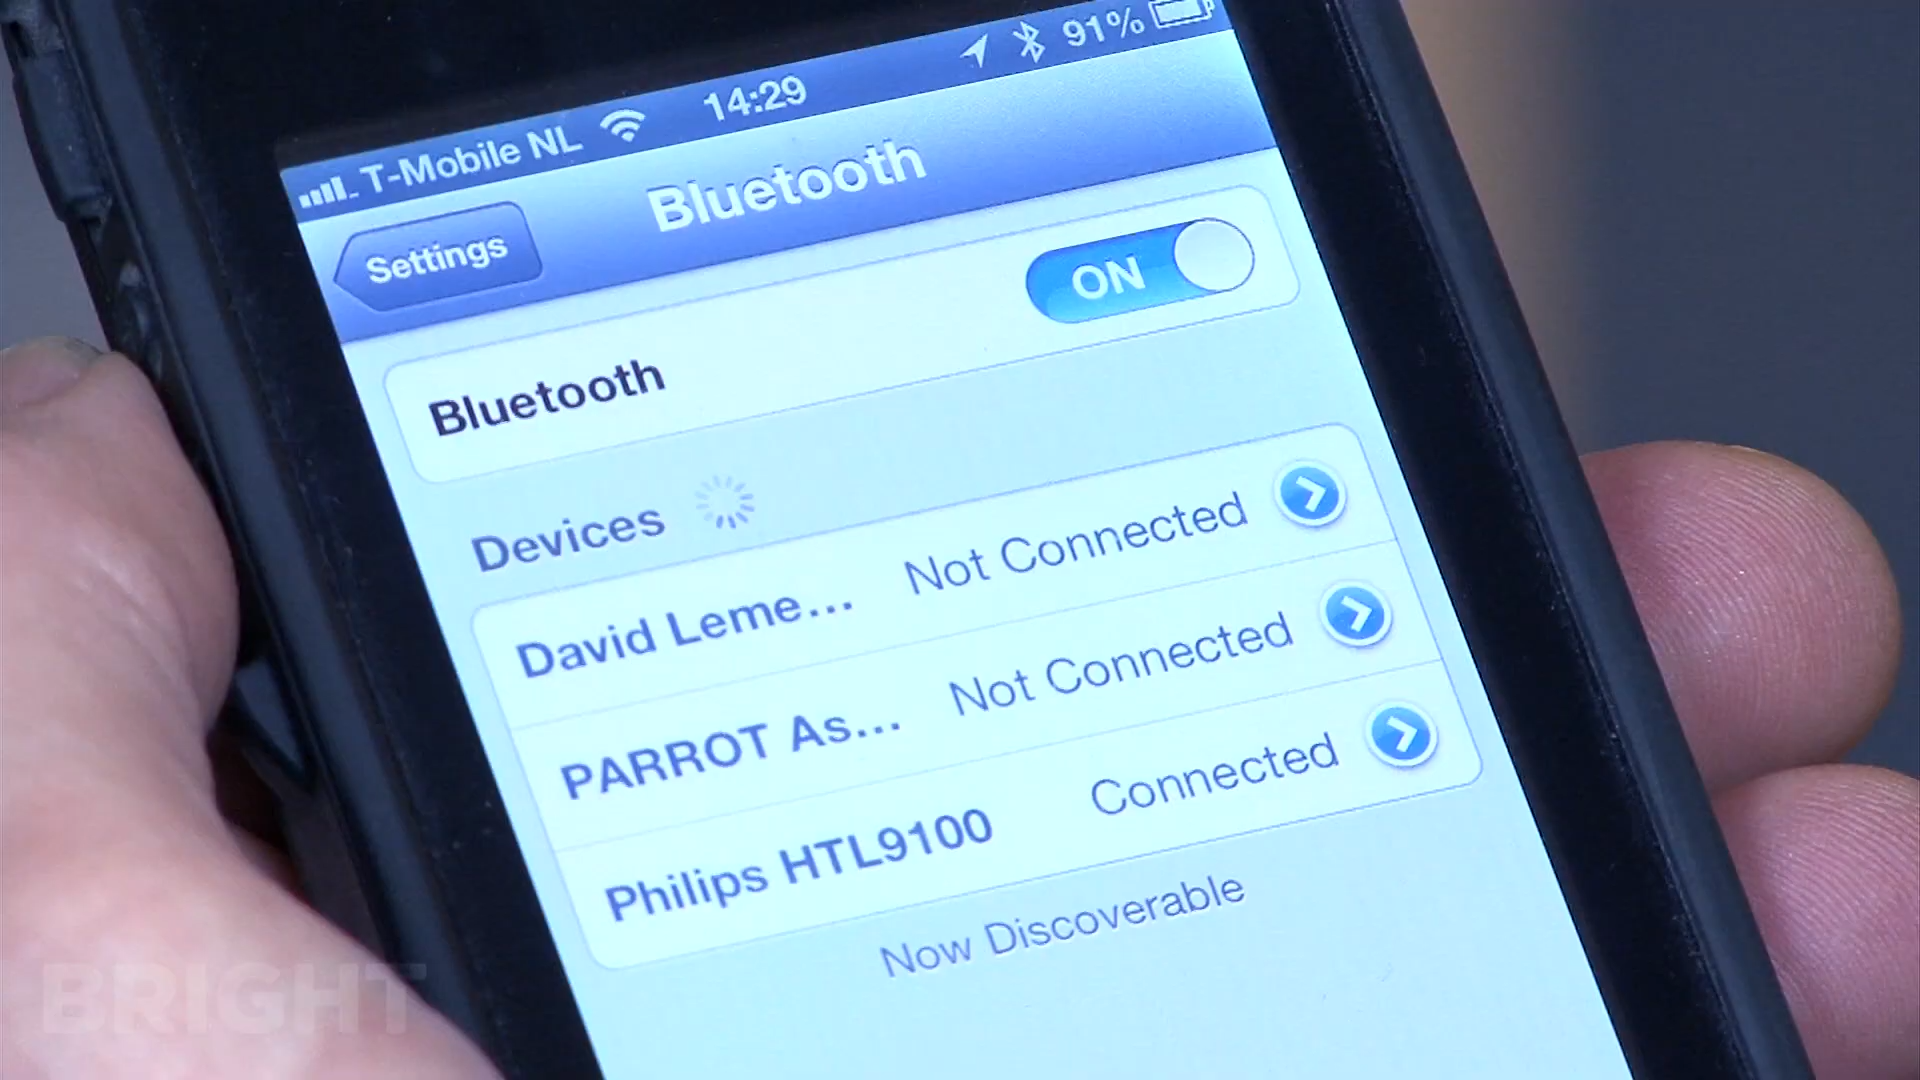 T-Mobile NL 14:29 91%
Settings Bluetooth
Bluetooth ON
Devices
David Leme... Not Connected
PARROT As... Not Connected
Philips HTL9100 Connected
Now Discoverable
BRIGHT